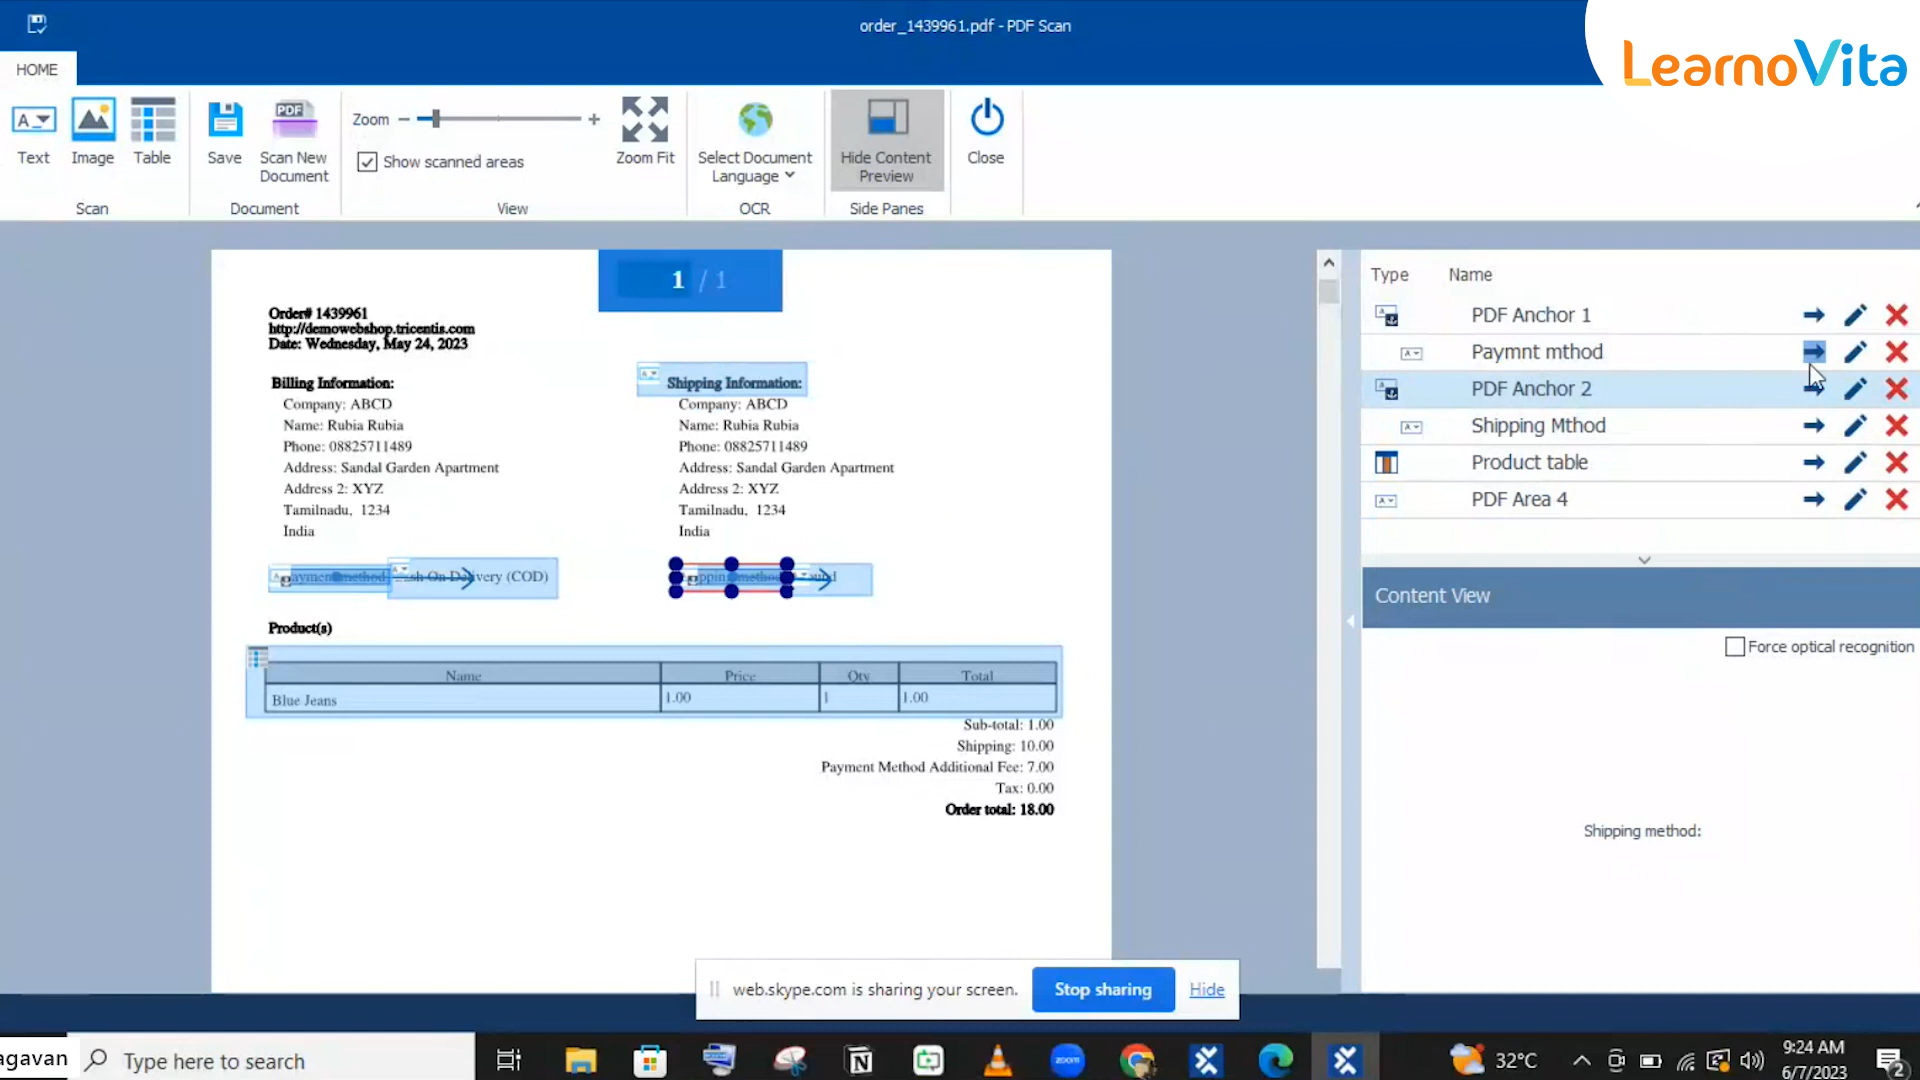 order_1439961.pdf - PDF Scan
LearnoVita
HOME
Text
Image
Table
Save
Scan New
Document
Zoom
Show scanned areas
Zoom Fit
Select Document
Language
Hide Content
Preview
Close
Scan
Document
View
OCR
Side Panes
1 / 1
Order# 1439961
http://demowebshop.tricentis.com
Date: Wednesday, May 24, 2023
Billing Information:
Company: ABCD
Name: Rubia Rubia
Phone: 08825711489
Address: Sandal Garden Apartment
Address 2: XYZ
Tamilnadu, 1234
India
Shipping Information:
Company: ABCD
Name: Rubia Rubia
Phone: 08825711489
Address: Sandal Garden Apartment
Address 2: XYZ
Tamilnadu, 1234
India
method Delivery (COD)
method
Product(s)
Name Price Qty Total
Blue Jeans 1.00 1 1.00
Sub-total: 1.00
Shipping: 10.00
Payment Method Additional Fee: 7.00
Tax: 0.00
Order total: 18.00
Type Name
PDF Anchor 1
Paymnt mthod
PDF Anchor 2
Shipping Mthod
Product table
PDF Area 4
Content View
Force optical recognition
Shipping method:
web.skype.com is sharing your screen.
Stop sharing
Hide
agavan
Type here to search
zoom
32°C
9:24 AM
6/7/2023
2